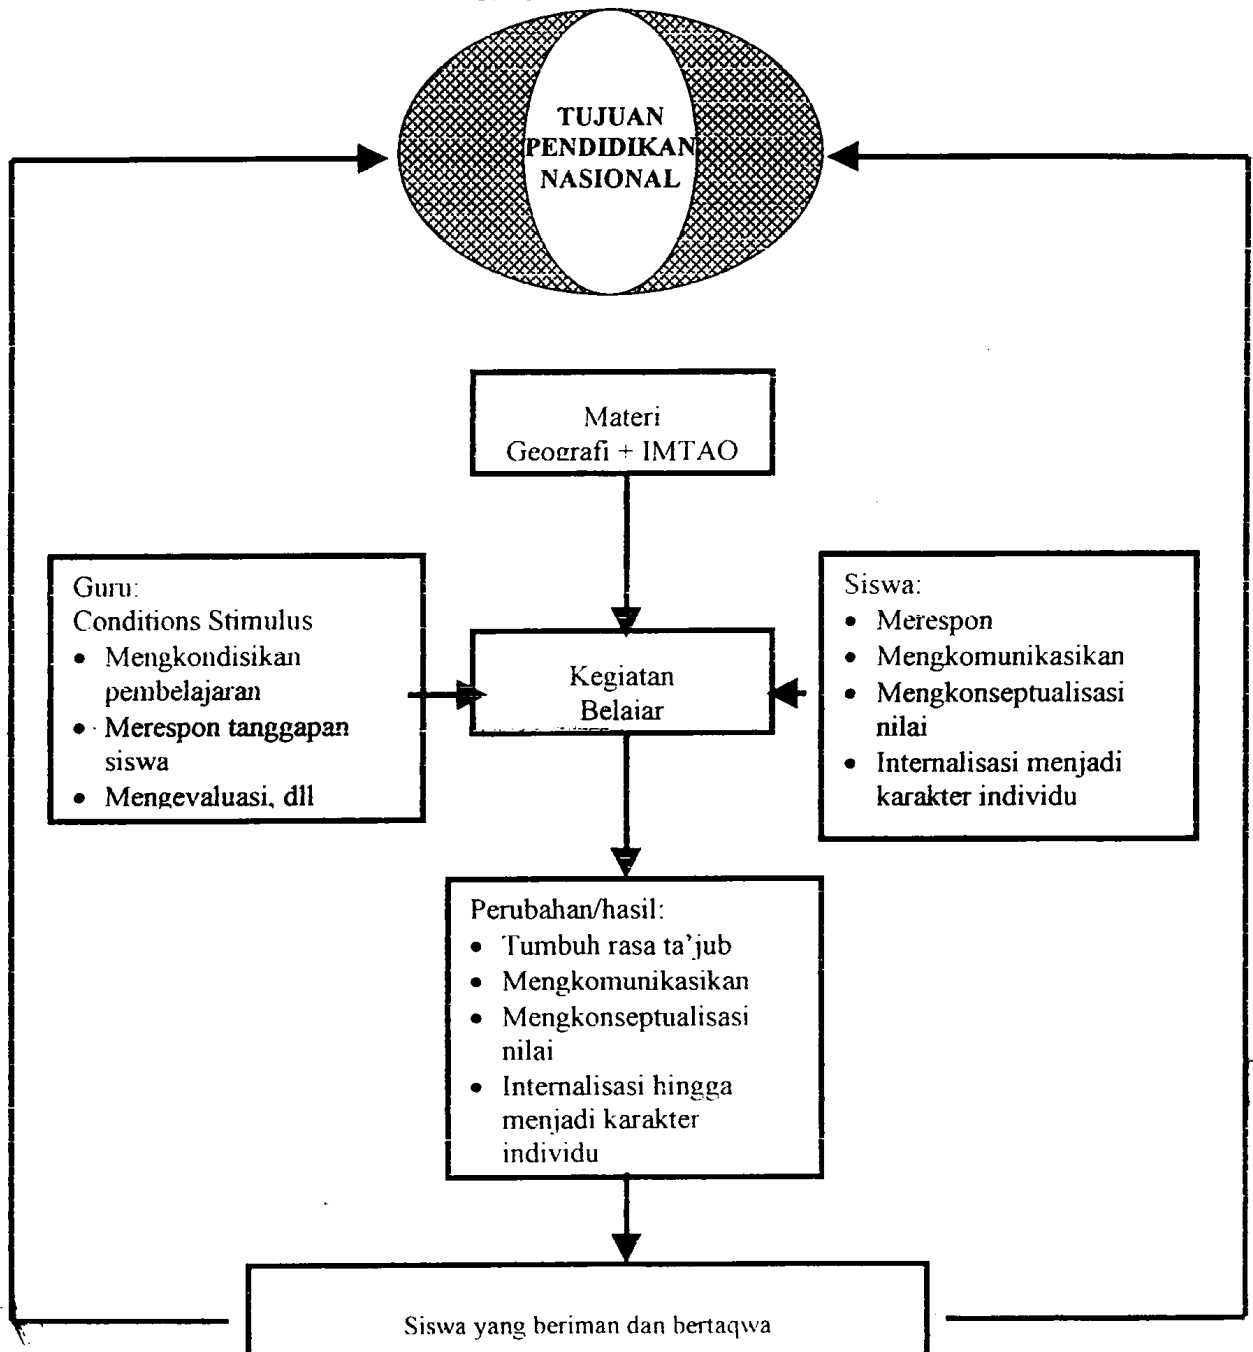 TUJUAN
PENDIDIKAN
NASIONAL
Materi
Geografi + IMTAQ
Guru:
Conditions Stimulus
• Mengkondisikan
pembelajaran
• Merespon tanggapan
siswa
• Mengevaluasi, dll
Kegiatan
Belajar
Siswa:
• Merespon
• Mengkomunikasikan
• Mengkonseptualisasi
nilai
• Internalisasi menjadi
karakter individu
Perubahan/hasil:
• Tumbuh rasa ta'jub
• Mengkomunikasikan
• Mengkonseptualisasi
nilai
• Internalisasi hingga
menjadi karakter
individu
Siswa yang beriman dan bertaqwa